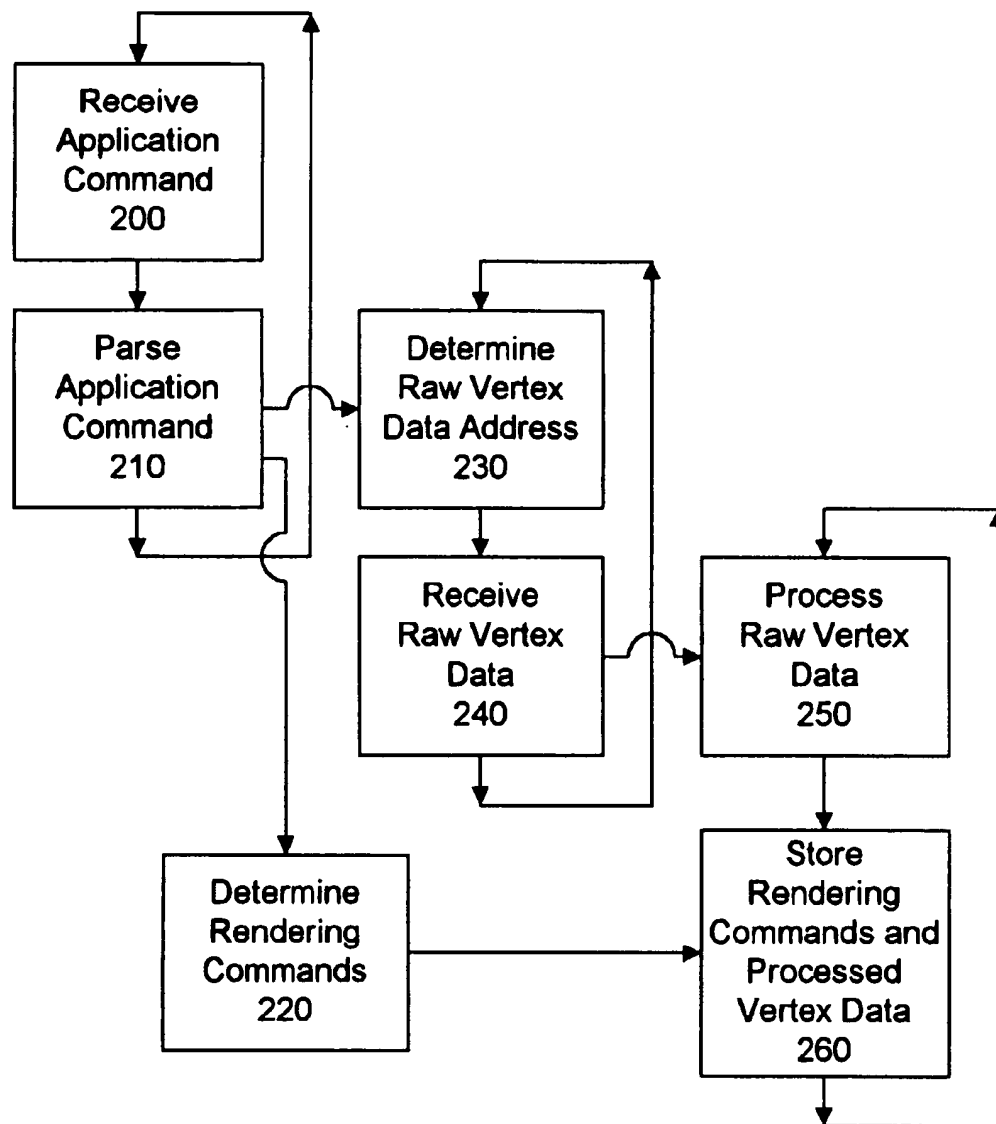 Receive
Application
Command
200
Parse
Application
Command
210
Determine
Raw Vertex
Data Address
230
Receive
Raw Vertex
Data
240
Process
Raw Vertex
Data
250
Determine
Rendering
Commands
220
Store
Rendering
Commands and
Processed
Vertex Data
260